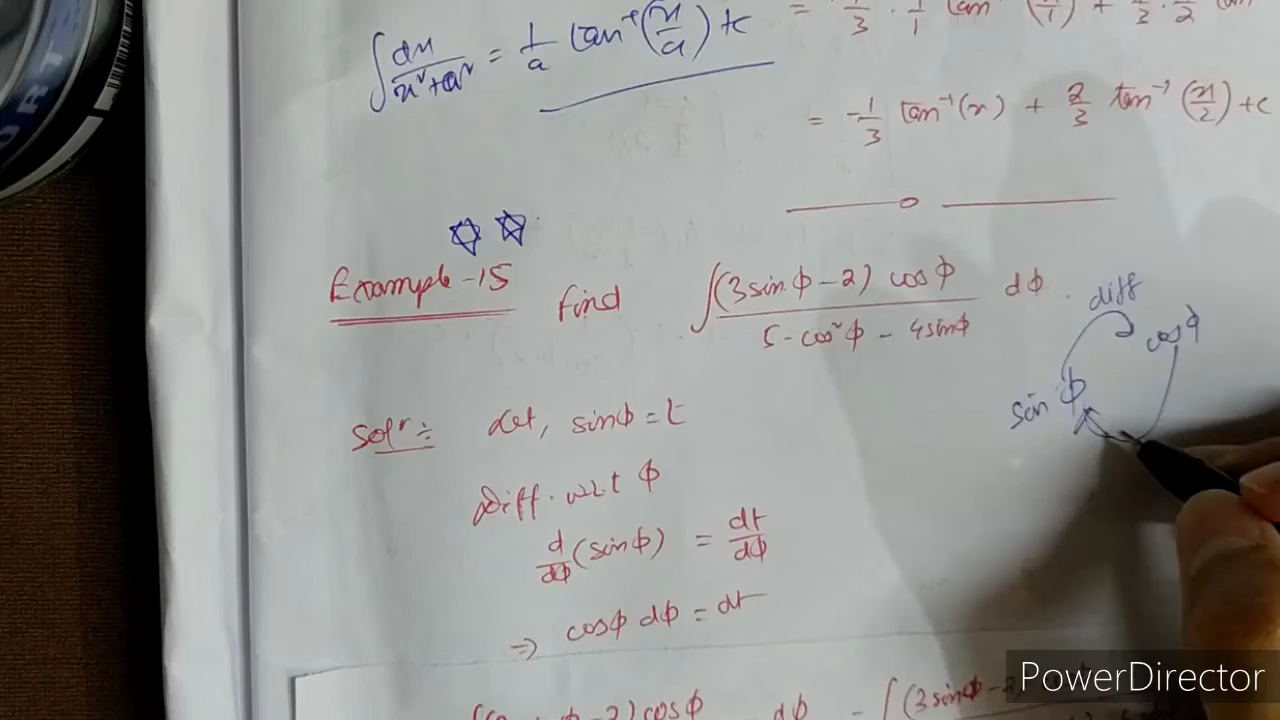 ∫ dx/(x²+a²) = 1/a tan⁻¹(x/a) + c
= -1/3 tan⁻¹(x) + 2/3 tan⁻¹(x/2) + c
Example-15 Find ∫ (3sinϕ-2) cosϕ / (5-cos²ϕ - 4sinϕ) dϕ.
diff
cosϕ
sinϕ
Solⁿ:- Let, sinϕ = t
Diff. wrt ϕ
d/dϕ (sinϕ) = dt/dϕ
⇒ cosϕ dϕ = dt
PowerDirector